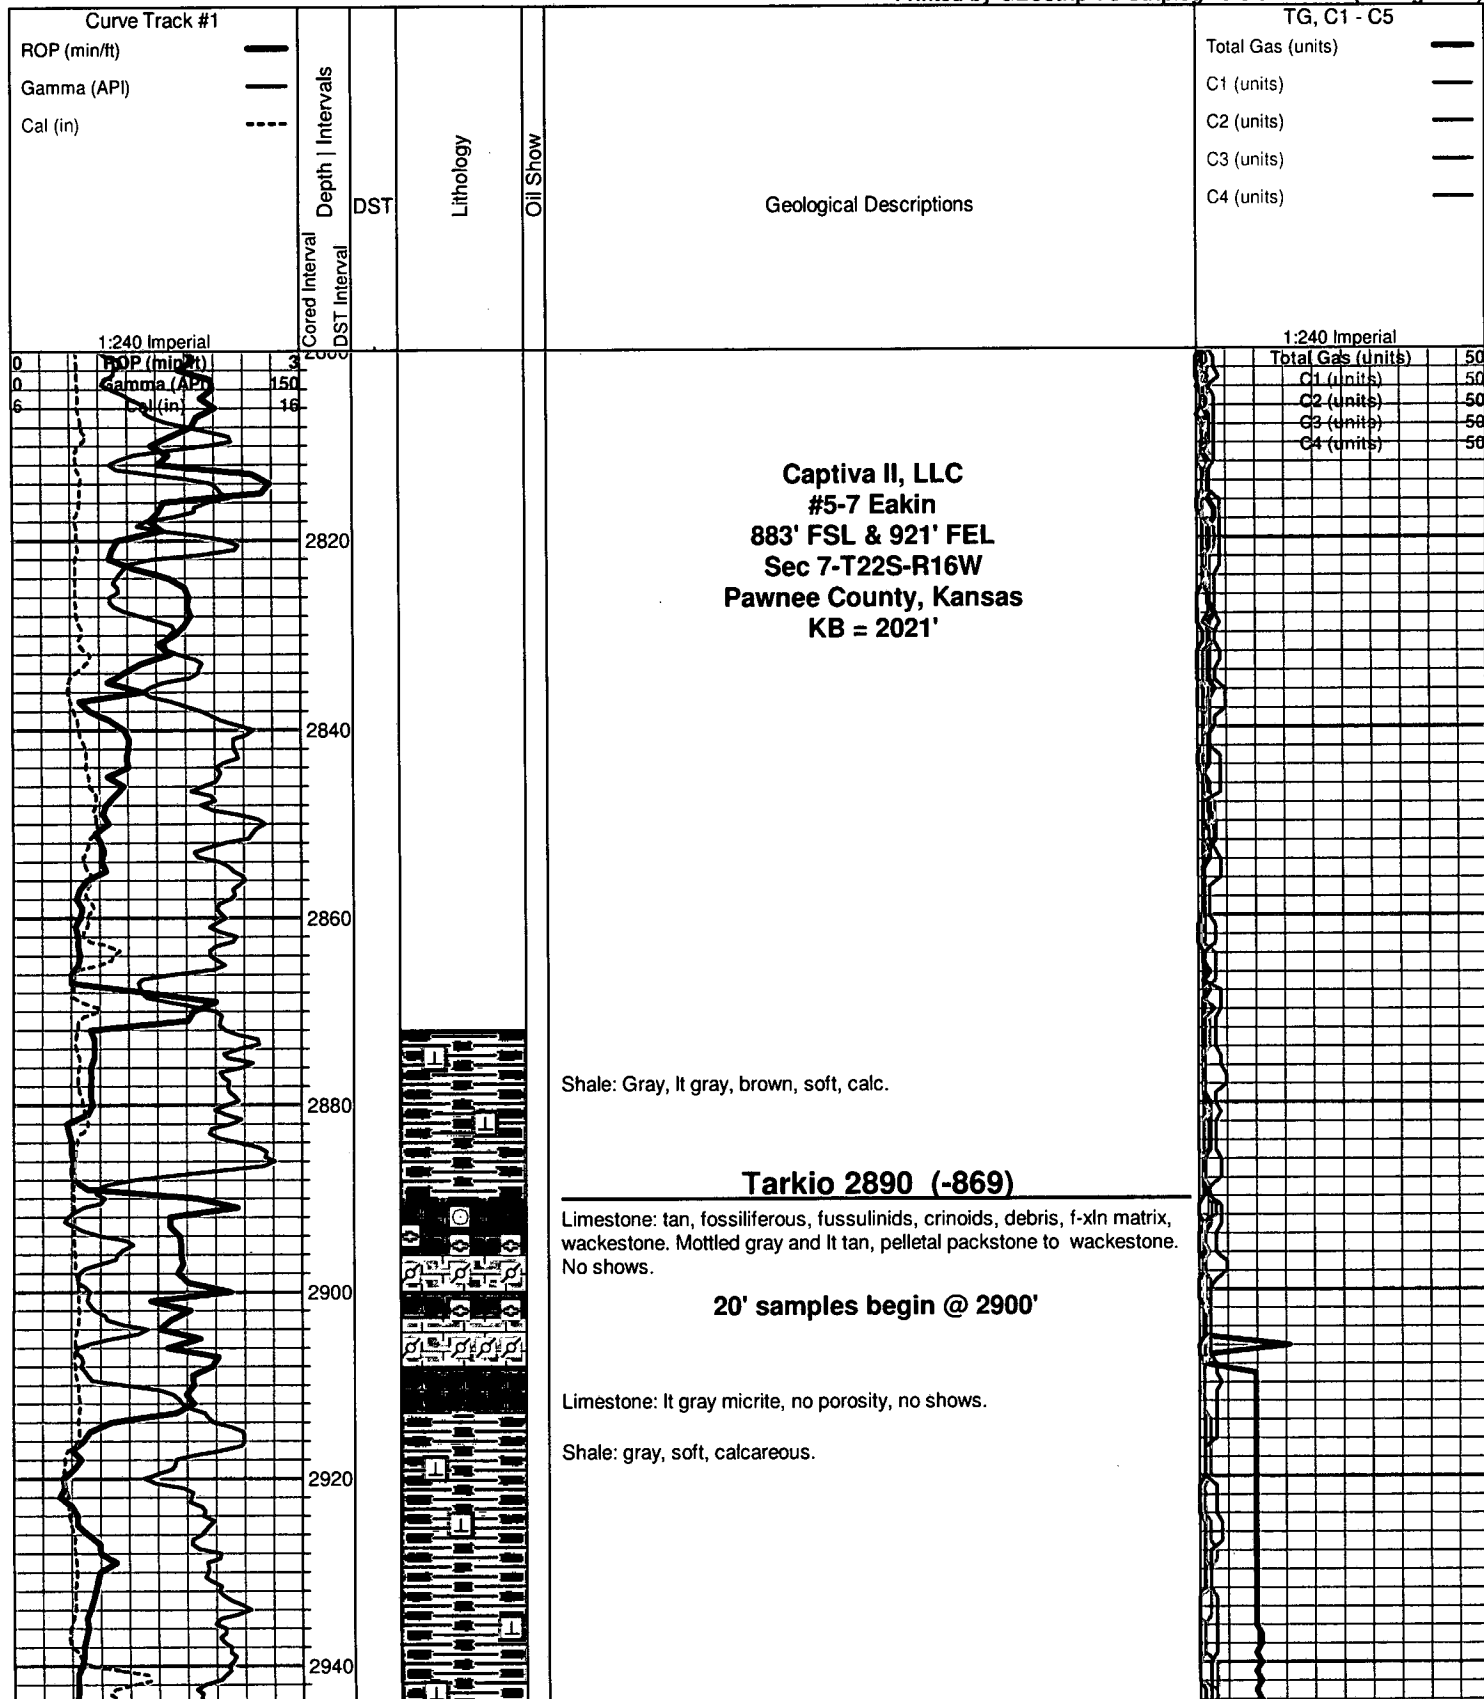 Curve Track #1
ROP (min/ft)
Gamma (API)
Cal (in)
Depth | Intervals
Cored Interval
DST Interval
DST
Lithology
Oil Show
Geological Descriptions
TG, C1 - C5
Total Gas (units)
C1 (units)
C2 (units)
C3 (units)
C4 (units)
1:240 Imperial
1:240 Imperial
0 ROP (min/ft) 3
0 Gamma (API) 150
6 Cal (in) 16
2800
Total Gas (units) 50
C1 (units) 50
C2 (units) 50
C3 (units) 50
C4 (units) 50
Captiva II, LLC
#5-7 Eakin
883' FSL & 921' FEL
2820
Sec 7-T22S-R16W
Pawnee County, Kansas
KB = 2021'
2840
2860
Shale: Gray, lt gray, brown, soft, calc.
2880
Tarkio 2890 (-869)
Limestone: tan, fossiliferous, fussulinids, crinoids, debris, f-xln matrix,
wackestone. Mottled gray and lt tan, pelletal packstone to wackestone.
No shows.
2900
20' samples begin @ 2900'
Limestone: lt gray micrite, no porosity, no shows.
Shale: gray, soft, calcareous.
2920
2940